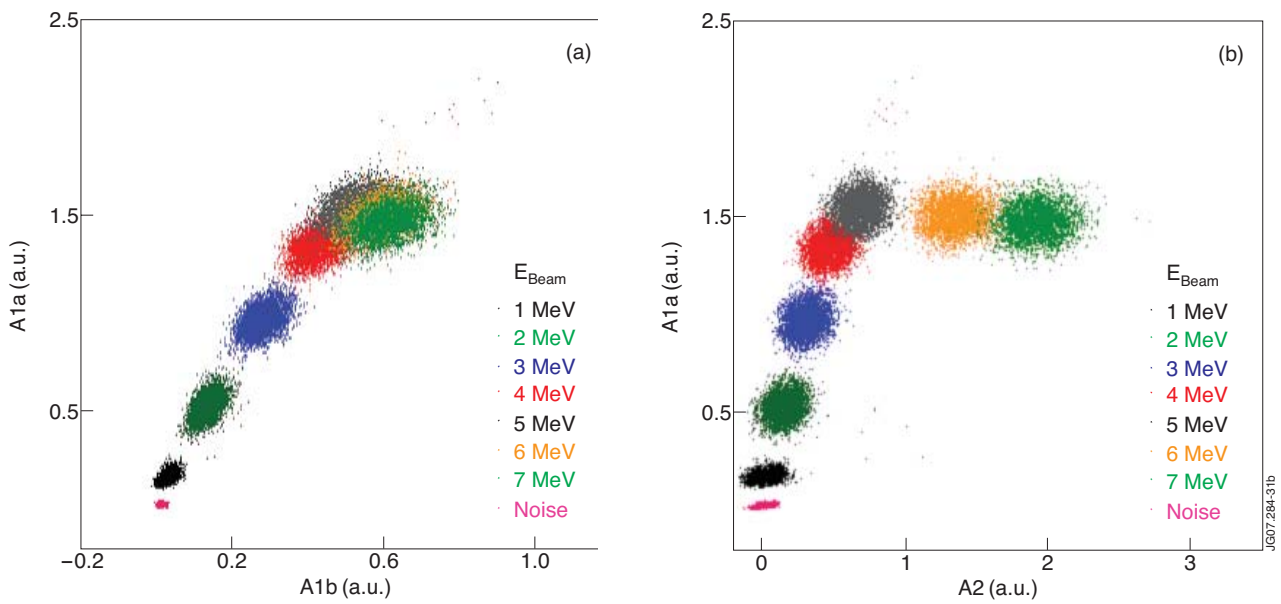 2.5
(a)
1.5
A1a (a.u.)
0.5
E_Beam
1 MeV
2 MeV
3 MeV
4 MeV
5 MeV
6 MeV
7 MeV
Noise
−0.2
0.2
0.6
1.0
A1b (a.u.)
2.5
(b)
1.5
A1a (a.u.)
0.5
E_Beam
1 MeV
2 MeV
3 MeV
4 MeV
5 MeV
6 MeV
7 MeV
Noise
0
1
2
3
A2 (a.u.)
JG07.284-31b